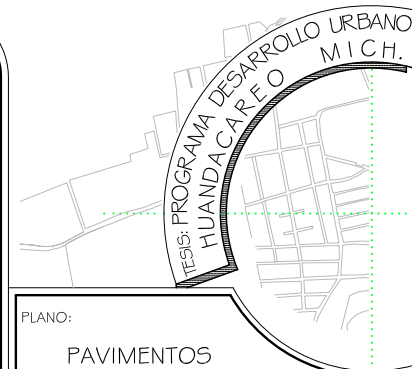 TESIS: PROGRAMA DESARROLLO URBANO
HUANDACAREO MICH.
PLANO:
PAVIMENTOS